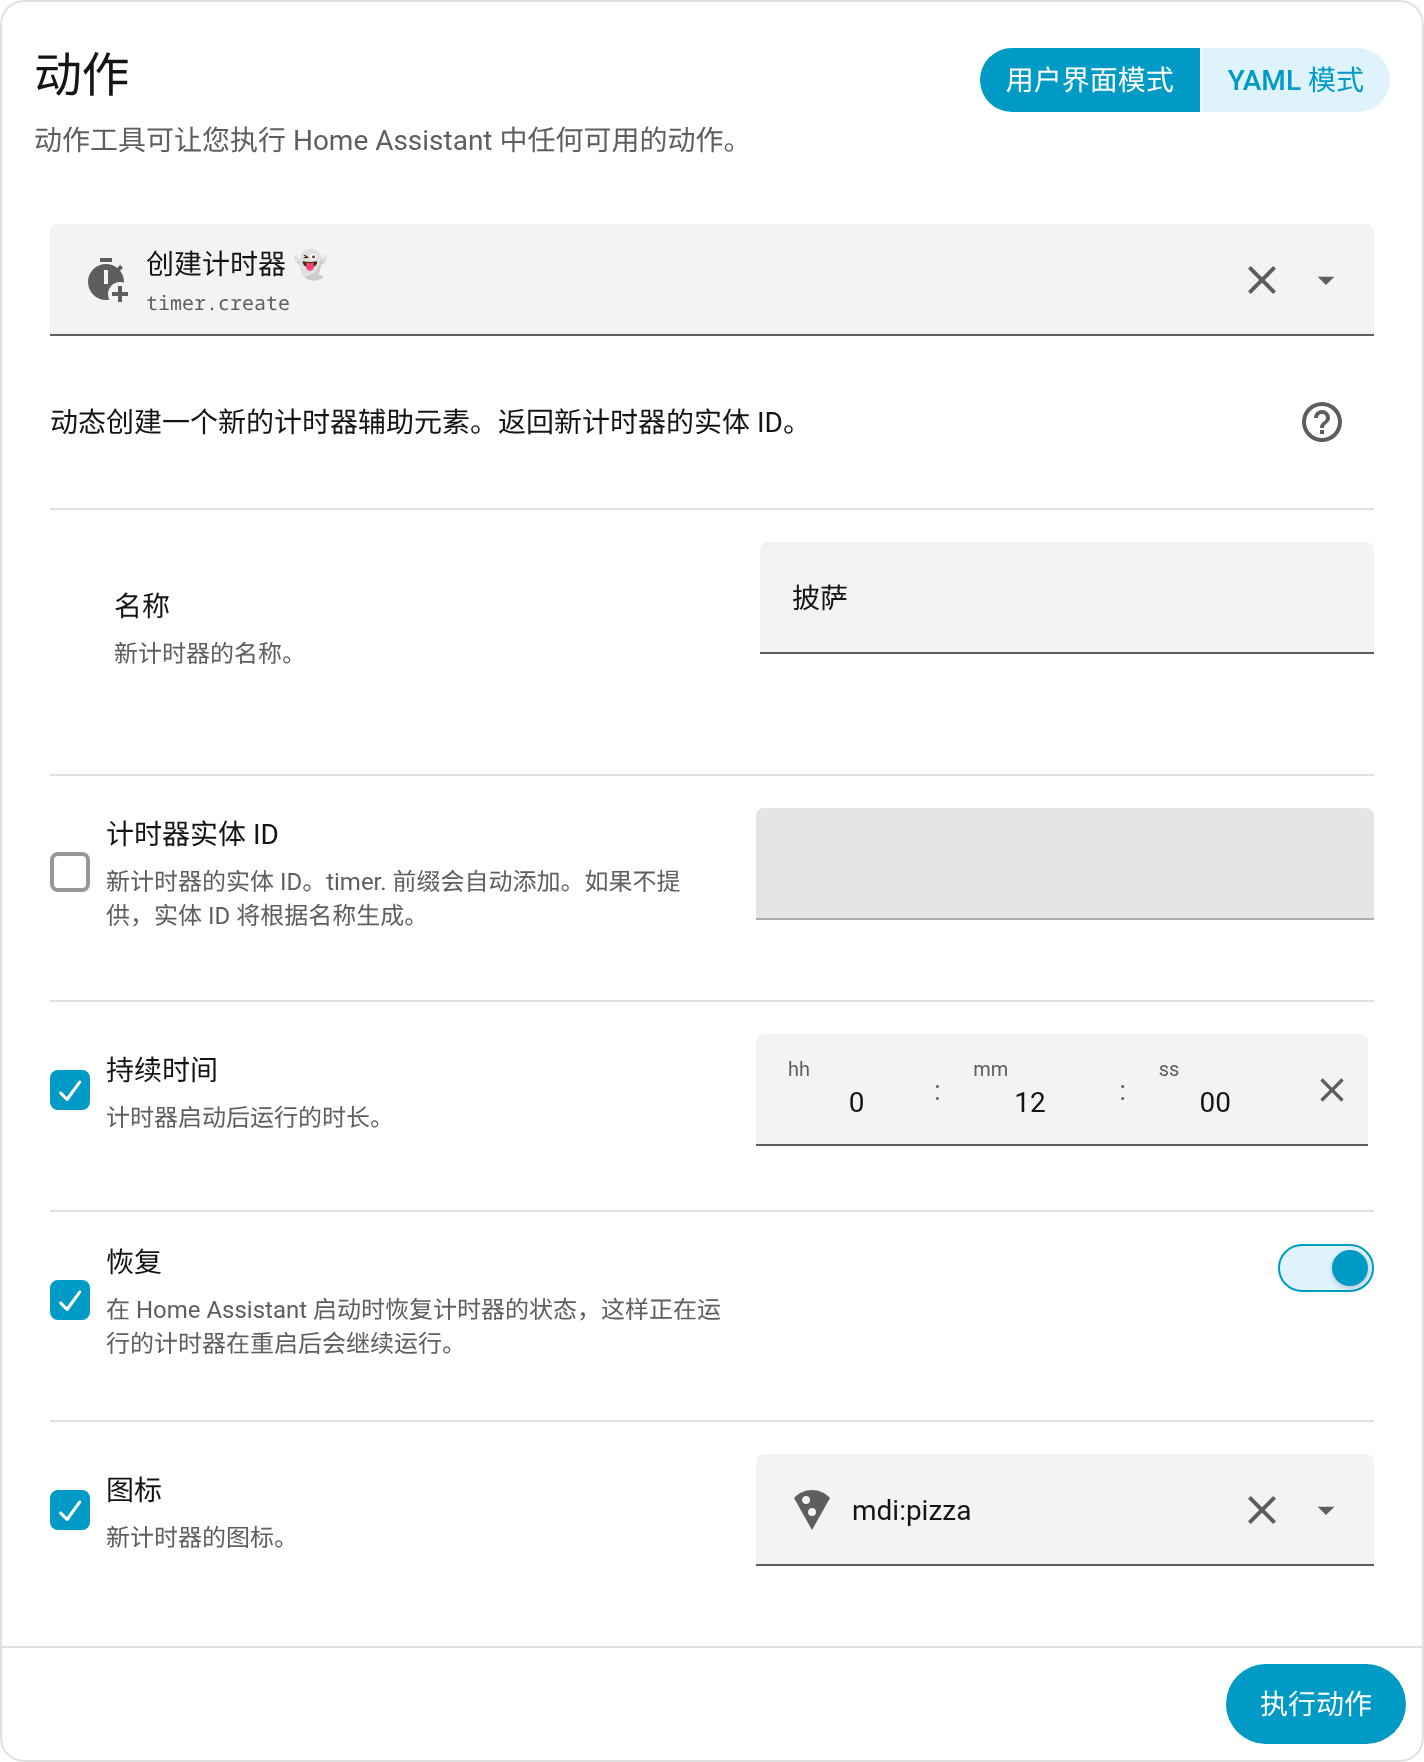 动作
用户界面模式
YAML 模式
动作工具可让您执行 Home Assistant 中任何可用的动作。
创建计时器 👻
timer.create
动态创建一个新的计时器辅助元素。返回新计时器的实体 ID。
名称
新计时器的名称。
披萨
计时器实体 ID
新计时器的实体 ID。timer. 前缀会自动添加。如果不提
供，实体 ID 将根据名称生成。
持续时间
计时器启动后运行的时长。
hh
0
:
mm
12
:
ss
00
恢复
在 Home Assistant 启动时恢复计时器的状态，这样正在运
行的计时器在重启后会继续运行。
图标
新计时器的图标。
mdi:pizza
执行动作